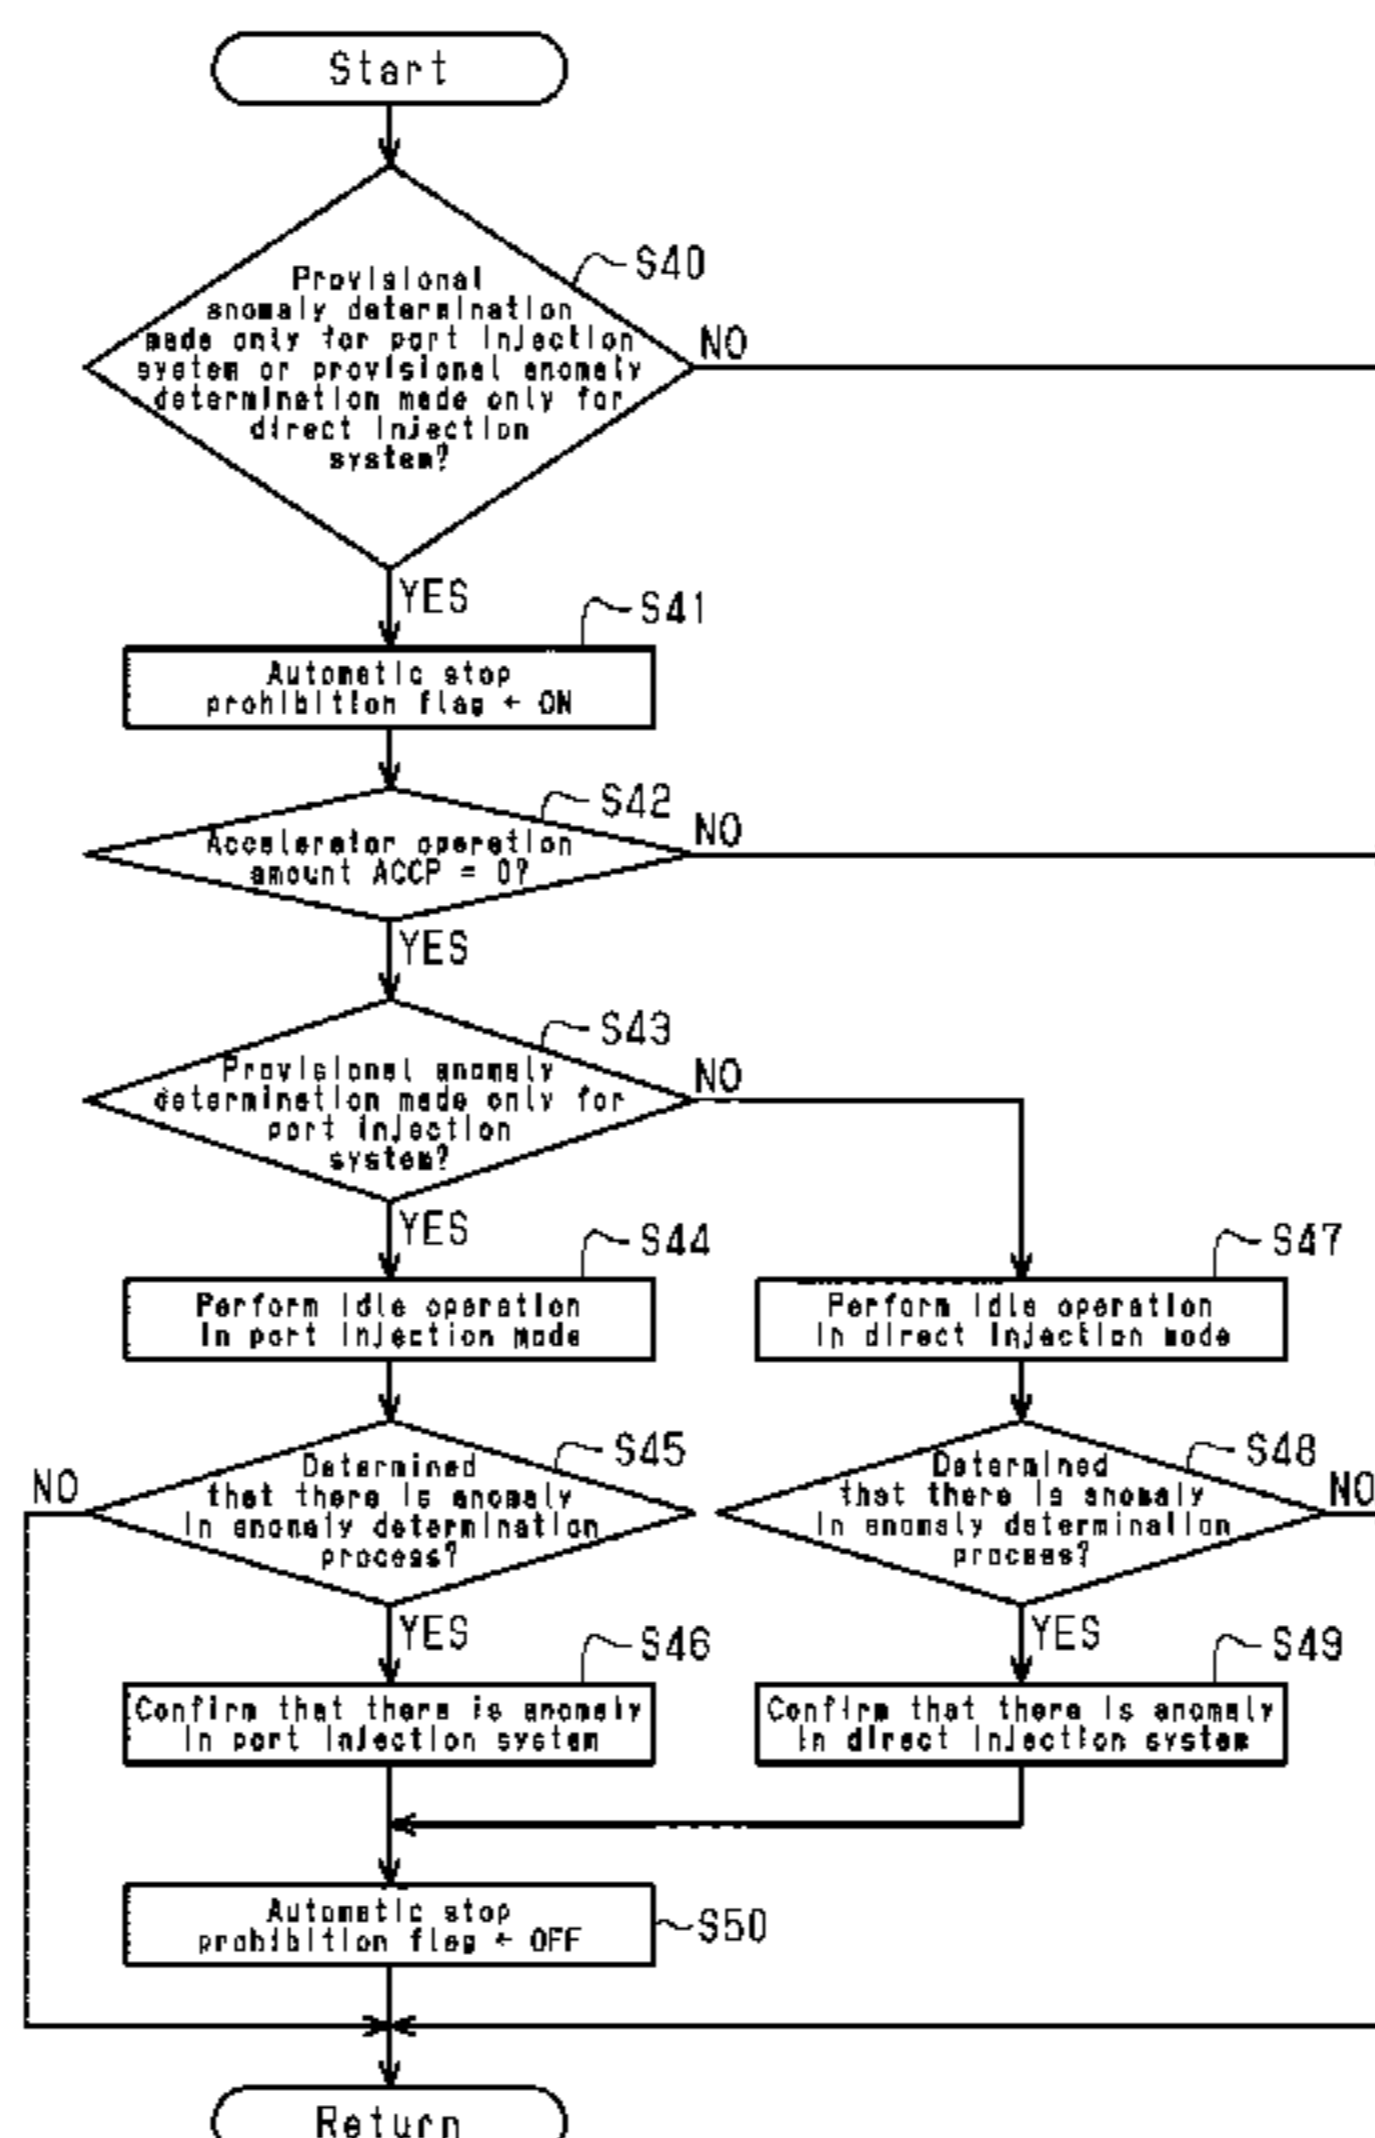 Start
S40
Provisional
anomaly determination
made only for port injection
system or provisional anomaly
determination made only for
direct injection
system?
NO
YES
S41
Automatic stop
prohibition flag ← ON
S42
Accelerator operation
amount ACCP = 0?
NO
YES
S43
Provisional anomaly
determination made only for
port injection
system?
NO
YES
S44
Perform idle operation
in port injection mode
S47
Perform idle operation
in direct injection mode
S45
Determined
that there is anomaly
in anomaly determination
process?
NO
YES
S48
Determined
that there is anomaly
in anomaly determination
process?
NO
YES
S46
Confirm that there is anomaly
in port injection system
S49
Confirm that there is anomaly
in direct injection system
Automatic stop
prohibition flag ← OFF
S50
Return